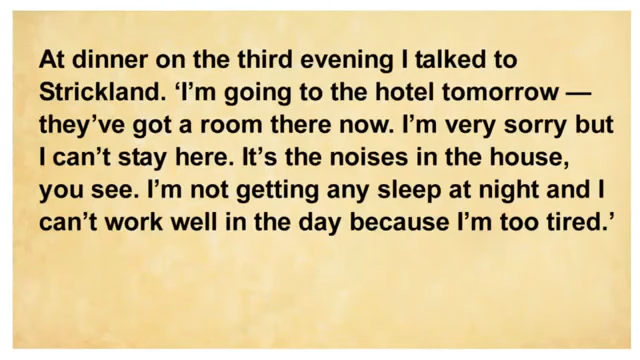 At dinner on the third evening I talked to
Strickland. ‘I’m going to the hotel tomorrow —
they’ve got a room there now. I’m very sorry but
I can’t stay here. It’s the noises in the house,
you see. I’m not getting any sleep at night and I
can’t work well in the day because I’m too tired.’